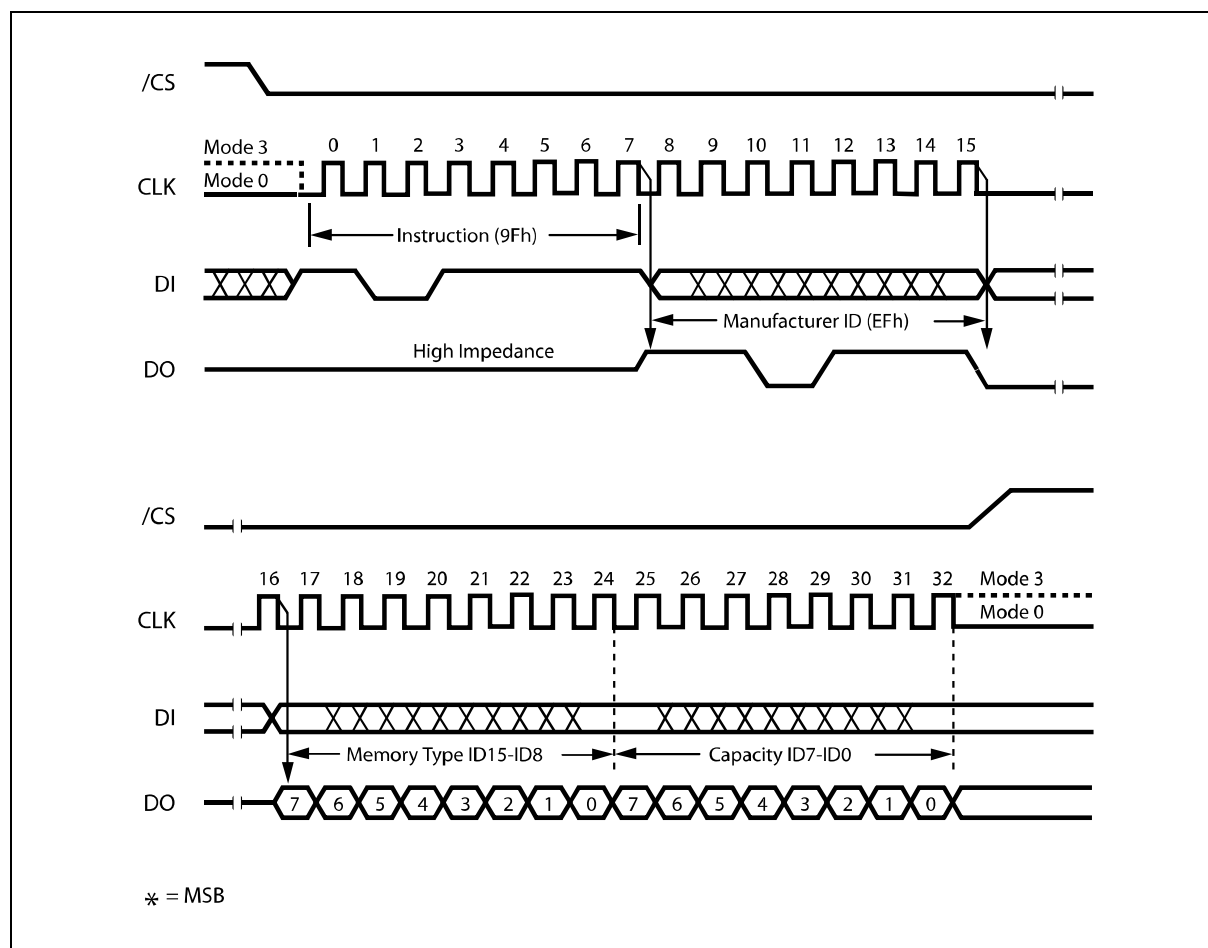 /CS
Mode 3
0 1 2 3 4 5 6 7 8 9 10 11 12 13 14 15
CLK
Mode 0
Instruction (9Fh)
DI
Manufacturer ID (EFh)
High Impedance
DO
/CS
16 17 18 19 20 21 22 23 24 25 26 27 28 29 30 31 32
Mode 3
CLK
Mode 0
DI
Memory Type ID15-ID8
Capacity ID7-ID0
DO
7 6 5 4 3 2 1 0 7 6 5 4 3 2 1 0
* = MSB